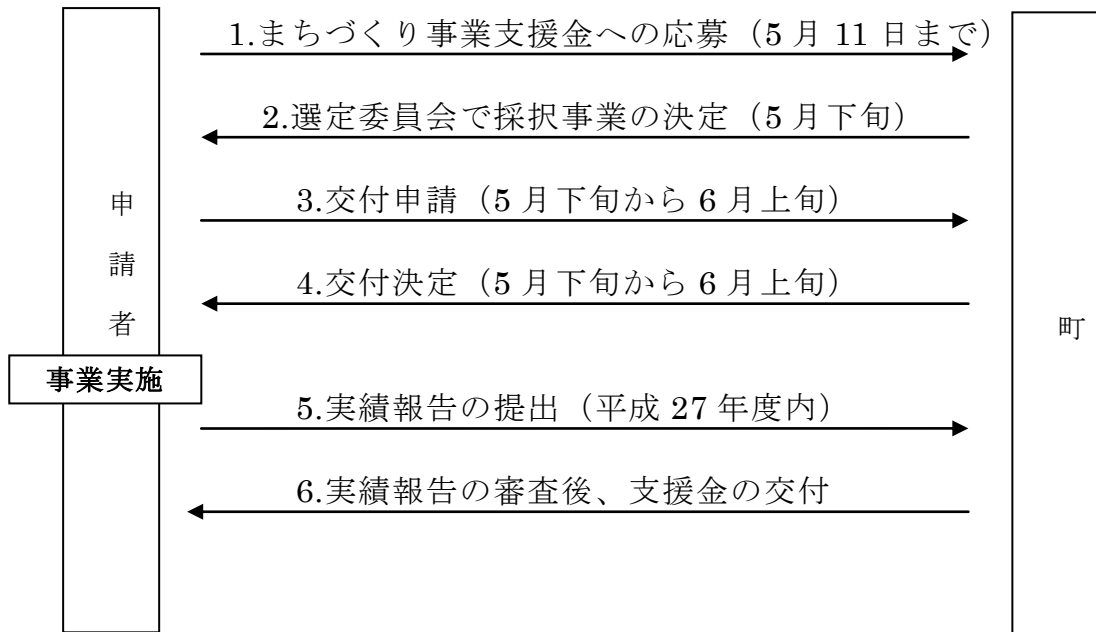 1.まちづくり事業支援金への応募（5 月 11 日まで）
2.選定委員会で採択事業の決定（5 月下旬）
3.交付申請（5 月下旬から 6 月上旬）
4.交付決定（5 月下旬から 6 月上旬）
申請者
町
事業実施
5.実績報告の提出（平成 27 年度内）
6.実績報告の審査後、支援金の交付